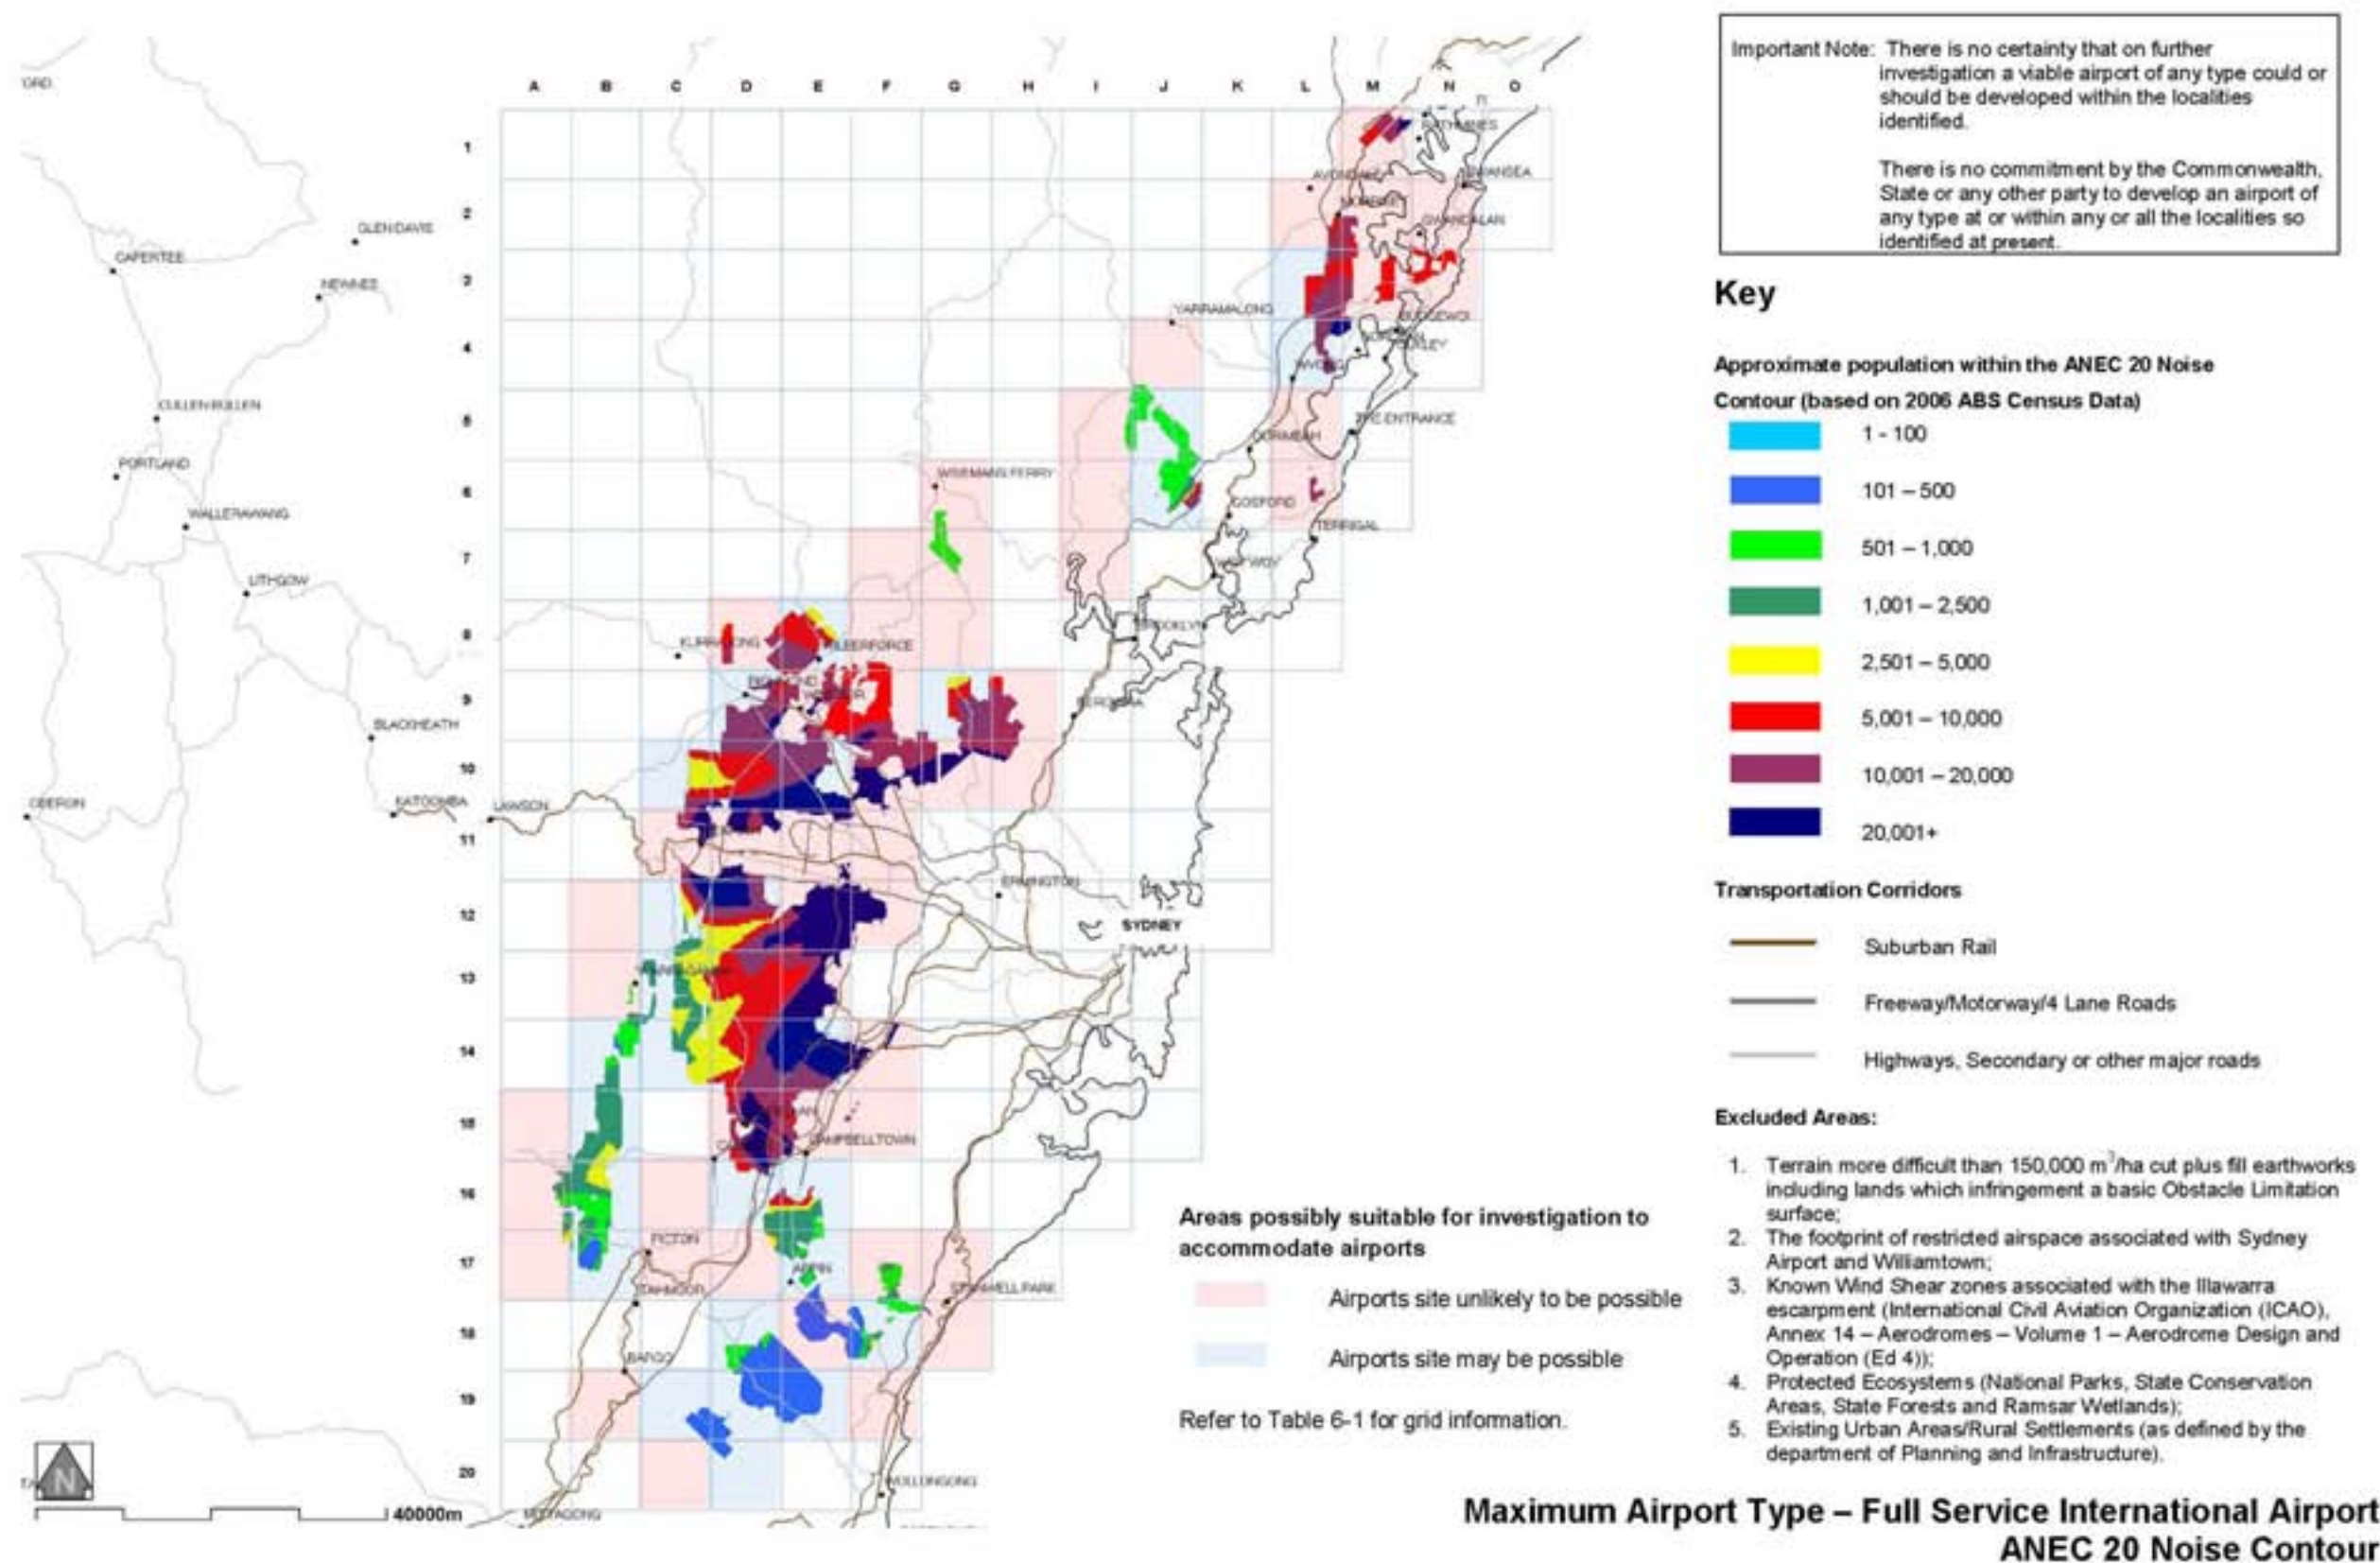 A B C D E F G H I J K L M N O
1
2
3
4
5
6
7
8
9
10
11
12
13
14
15
16
17
18
19
20
SWANSEA
GWANDALAN
GLEN DAVIS
CAPERTEE
NEWNES
YARRAMALONG
CULLEN BULLEN
THE ENTRANCE
OURIMBAH
PORTLAND
WISEMANS FERRY
GOSFORD
WALLERAWANG
TERRIGAL
LITHGOW
BROOKLYN
BLACKHEATH
OBERON
KATOOMBA
LAWSON
ERMINGTON
SYDNEY
CAMPBELLTOWN
PICTON
APPIN
TAHMOOR
STANWELL PARK
BARGO
WOLLONGONG
MITTAGONG
N
40000m
Important Note: There is no certainty that on further
investigation a viable airport of any type could or
should be developed within the localities
identified.
There is no commitment by the Commonwealth,
State or any other party to develop an airport of
any type at or within any or all the localities so
identified at present.
Key
Approximate population within the ANEC 20 Noise
Contour (based on 2006 ABS Census Data)
1 - 100
101 – 500
501 – 1,000
1,001 – 2,500
2,501 – 5,000
5,001 – 10,000
10,001 – 20,000
20,001+
Transportation Corridors
Suburban Rail
Freeway/Motorway/4 Lane Roads
Highways, Secondary or other major roads
Excluded Areas:
1. Terrain more difficult than 150,000 m³/ha cut plus fill earthworks
including lands which infringement a basic Obstacle Limitation
surface;
2. The footprint of restricted airspace associated with Sydney
Airport and Williamtown;
3. Known Wind Shear zones associated with the Illawarra
escarpment (International Civil Aviation Organization (ICAO),
Annex 14 – Aerodromes – Volume 1 – Aerodrome Design and
Operation (Ed 4));
4. Protected Ecosystems (National Parks, State Conservation
Areas, State Forests and Ramsar Wetlands);
5. Existing Urban Areas/Rural Settlements (as defined by the
department of Planning and Infrastructure).
Areas possibly suitable for investigation to
accommodate airports
Airports site unlikely to be possible
Airports site may be possible
Refer to Table 6-1 for grid information.
Maximum Airport Type – Full Service International Airport
ANEC 20 Noise Contour